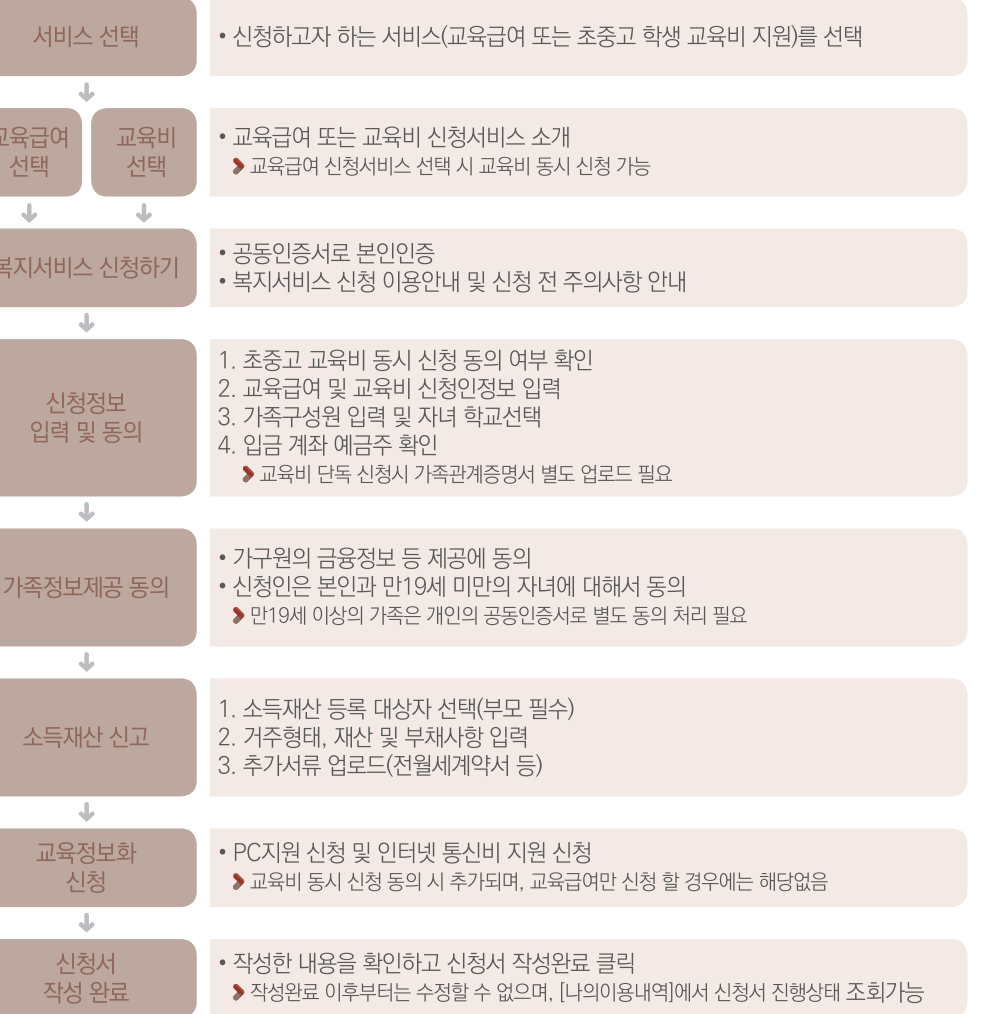 서비스 선택
• 신청하고자 하는 서비스(교육급여 또는 초중고 학생 교육비 지원)를 선택
교육급여
선택
교육비
선택
• 교육급여 또는 교육비 신청서비스 소개
교육급여 신청서비스 선택 시 교육비 동시 신청 가능
복지서비스 신청하기
• 공동인증서로 본인인증
• 복지서비스 신청 이용안내 및 신청 전 주의사항 안내
신청정보
입력 및 동의
1. 초중고 교육비 동시 신청 동의 여부 확인
2. 교육급여 및 교육비 신청인정보 입력
3. 가족구성원 입력 및 자녀 학교선택
4. 입금 계좌 예금주 확인
교육비 단독 신청시 가족관계증명서 별도 업로드 필요
가족정보제공 동의
• 가구원의 금융정보 등 제공에 동의
• 신청인은 본인과 만19세 미만의 자녀에 대해서 동의
만19세 이상의 가족은 개인의 공동인증서로 별도 동의 처리 필요
소득재산 신고
1. 소득재산 등록 대상자 선택(부모 필수)
2. 거주형태, 재산 및 부채사항 입력
3. 추가서류 업로드(전월세계약서 등)
교육정보화
신청
• PC지원 신청 및 인터넷 통신비 지원 신청
교육비 동시 신청 동의 시 추가되며, 교육급여만 신청 할 경우에는 해당없음
신청서
작성 완료
• 작성한 내용을 확인하고 신청서 작성완료 클릭
작성완료 이후부터는 수정할 수 없으며, [나의이용내역]에서 신청서 진행상태 조회가능